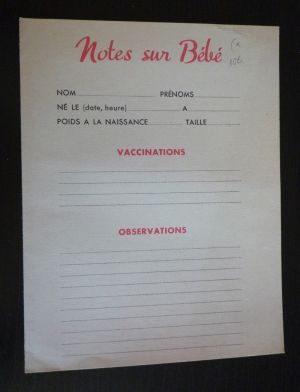 Notes sur Bébé
NOM PRÉNOMS
NÉ LE (date, heure) A
POIDS A LA NAISSANCE TAILLE
VACCINATIONS
OBSERVATIONS